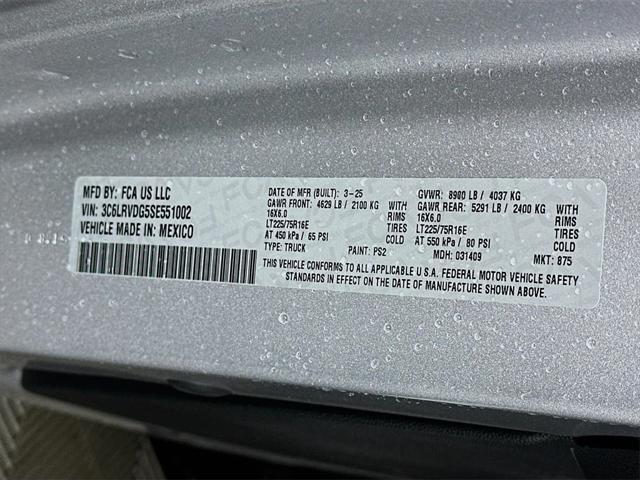 MFD BY: FCA US LLC
VIN: 3C6LRVDG5SE551002
VEHICLE MADE IN: MEXICO
DATE OF MFR (BUILT): 3-25
GAWR FRONT: 4629 LB / 2100 KG WITH
16X6.0 RIMS
LT225/75R16E TIRES
AT 450 kPa / 65 PSI COLD
TYPE: TRUCK PAINT: PS2
GVWR: 8900 LB / 4037 KG
GAWR REAR: 5291 LB / 2400 KG WITH
16X6.0 RIMS
LT225/75R16E TIRES
AT 550 kPa / 80 PSI COLD
MDH: 031409 MKT: 875
THIS VEHICLE CONFORMS TO ALL APPLICABLE U.S.A. FEDERAL MOTOR VEHICLE SAFETY
STANDARDS IN EFFECT ON THE DATE OF MANUFACTURE SHOWN ABOVE.